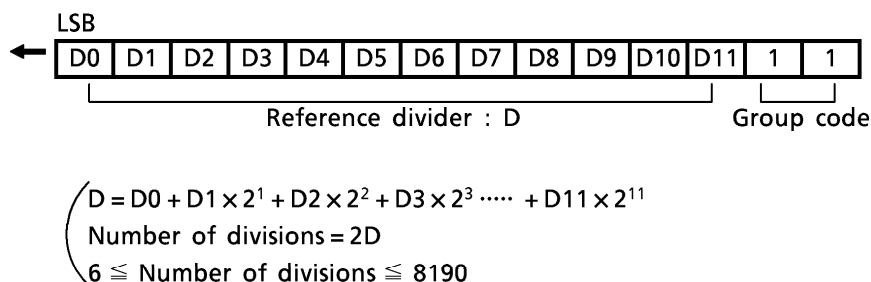 LSB
D0 D1 D2 D3 D4 D5 D6 D7 D8 D9 D10 D11 1 1
Reference divider : D Group code
D = D0 + D1 × 2¹ + D2 × 2² + D3 × 2³ ····· + D11 × 2¹¹
Number of divisions = 2D
6 ≦ Number of divisions ≦ 8190